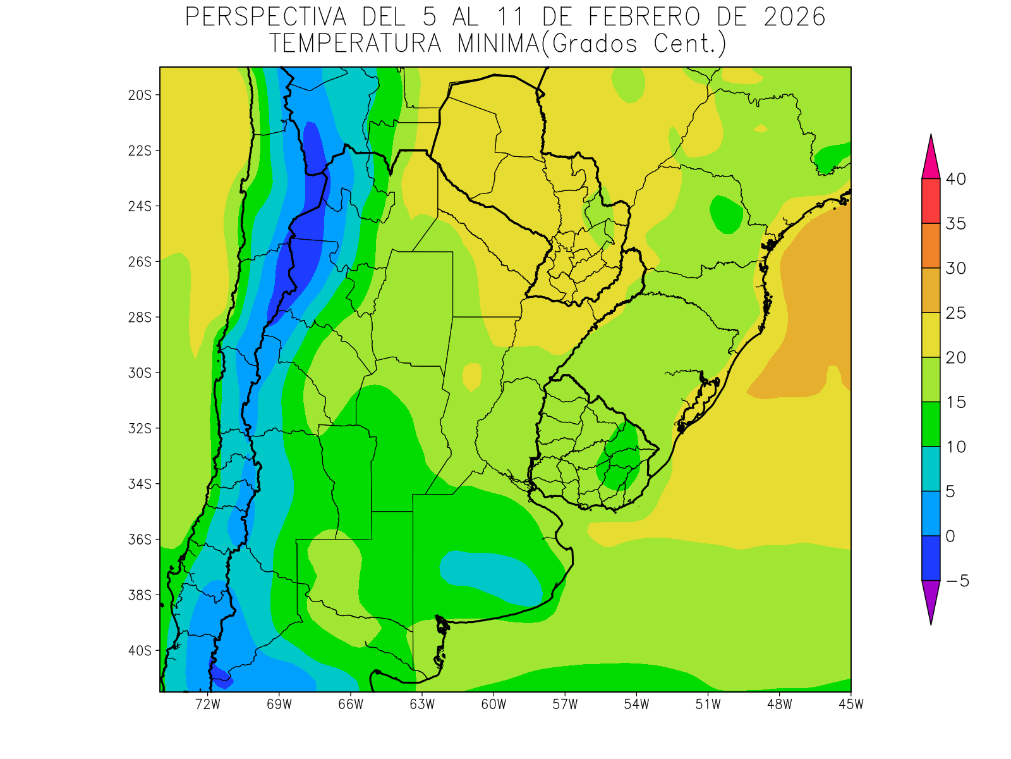 PERSPECTIVA DEL 5 AL 11 DE FEBRERO DE 2026
TEMPERATURA MINIMA(Grados Cent.)
20S
22S
24S
26S
28S
30S
32S
34S
36S
38S
40S
72W 69W 66W 63W 60W 57W 54W 51W 48W 45W
40
35
30
25
20
15
10
5
0
−5